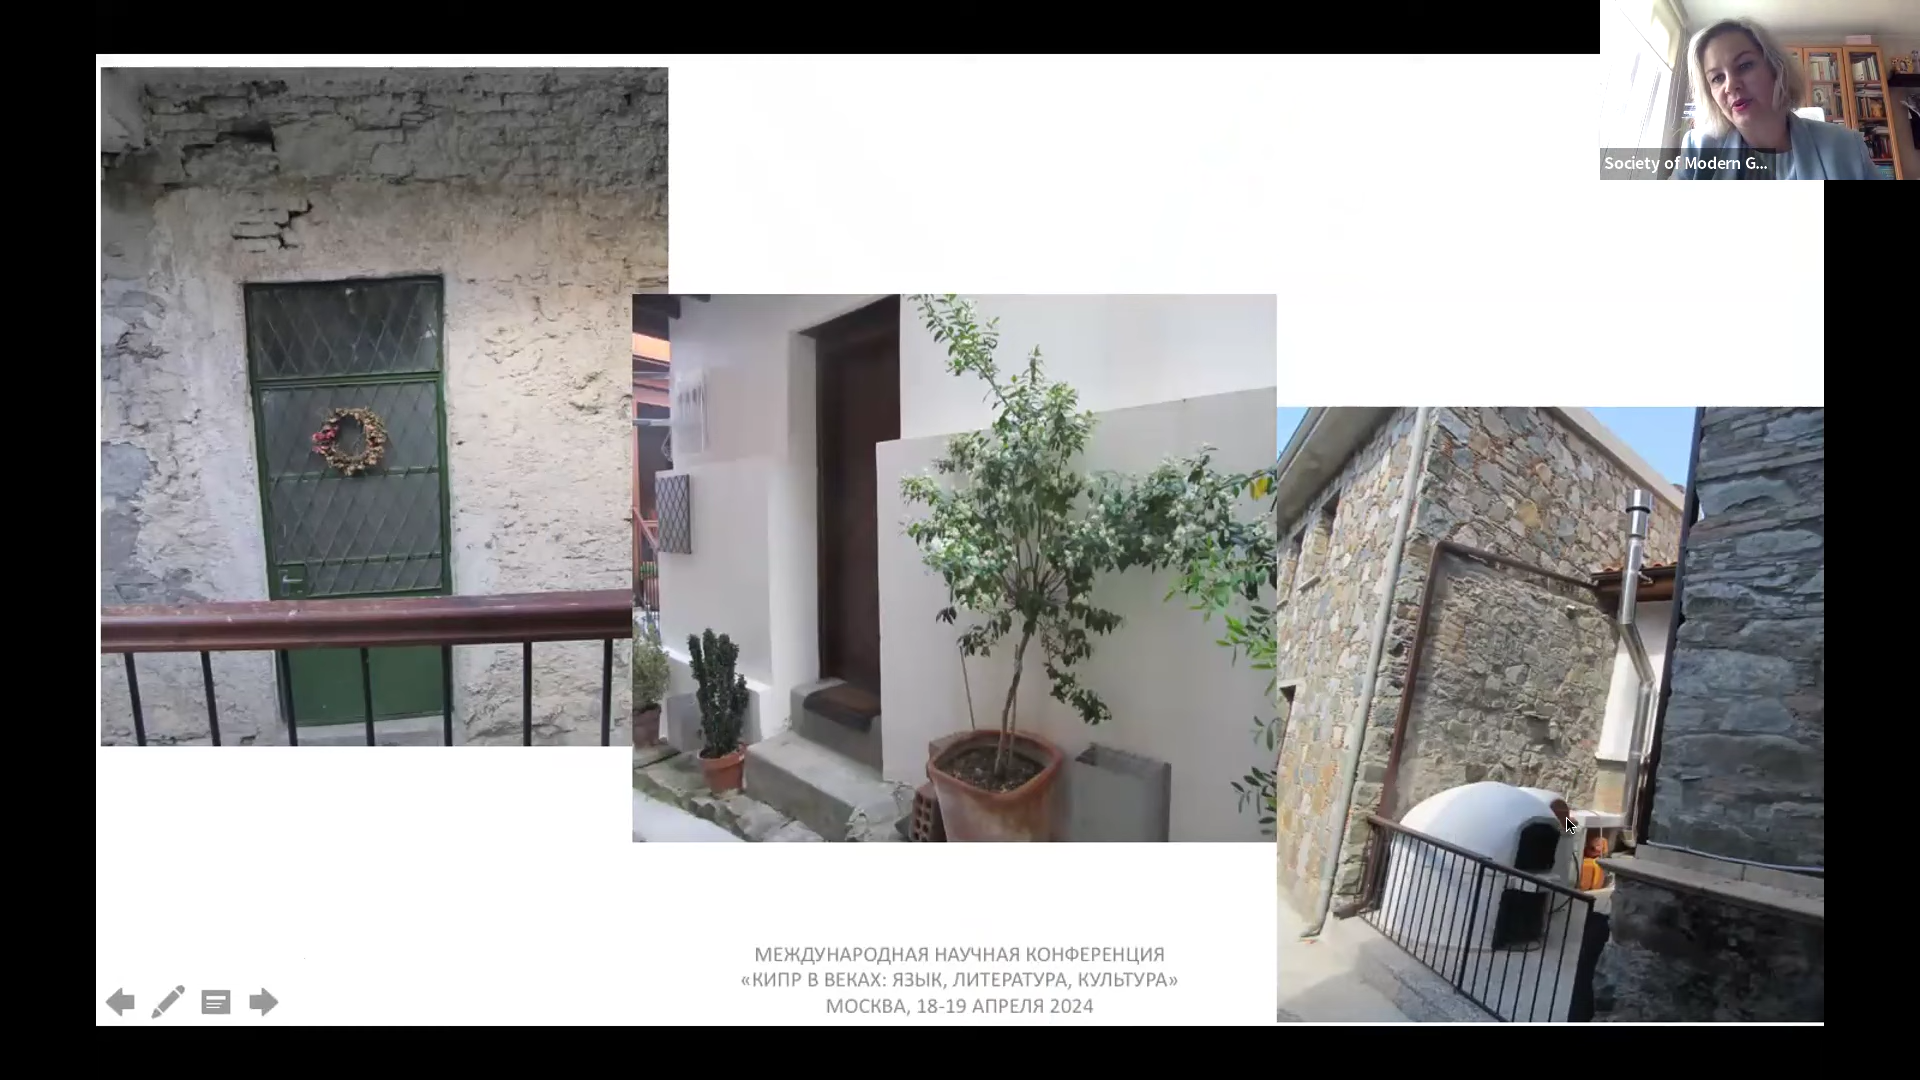 Society of Modern G...
МЕЖДУНАРОДНАЯ НАУЧНАЯ КОНФЕРЕНЦИЯ
«КИПР В ВЕКАХ: ЯЗЫК, ЛИТЕРАТУРА, КУЛЬТУРА»
МОСКВА, 18-19 АПРЕЛЯ 2024